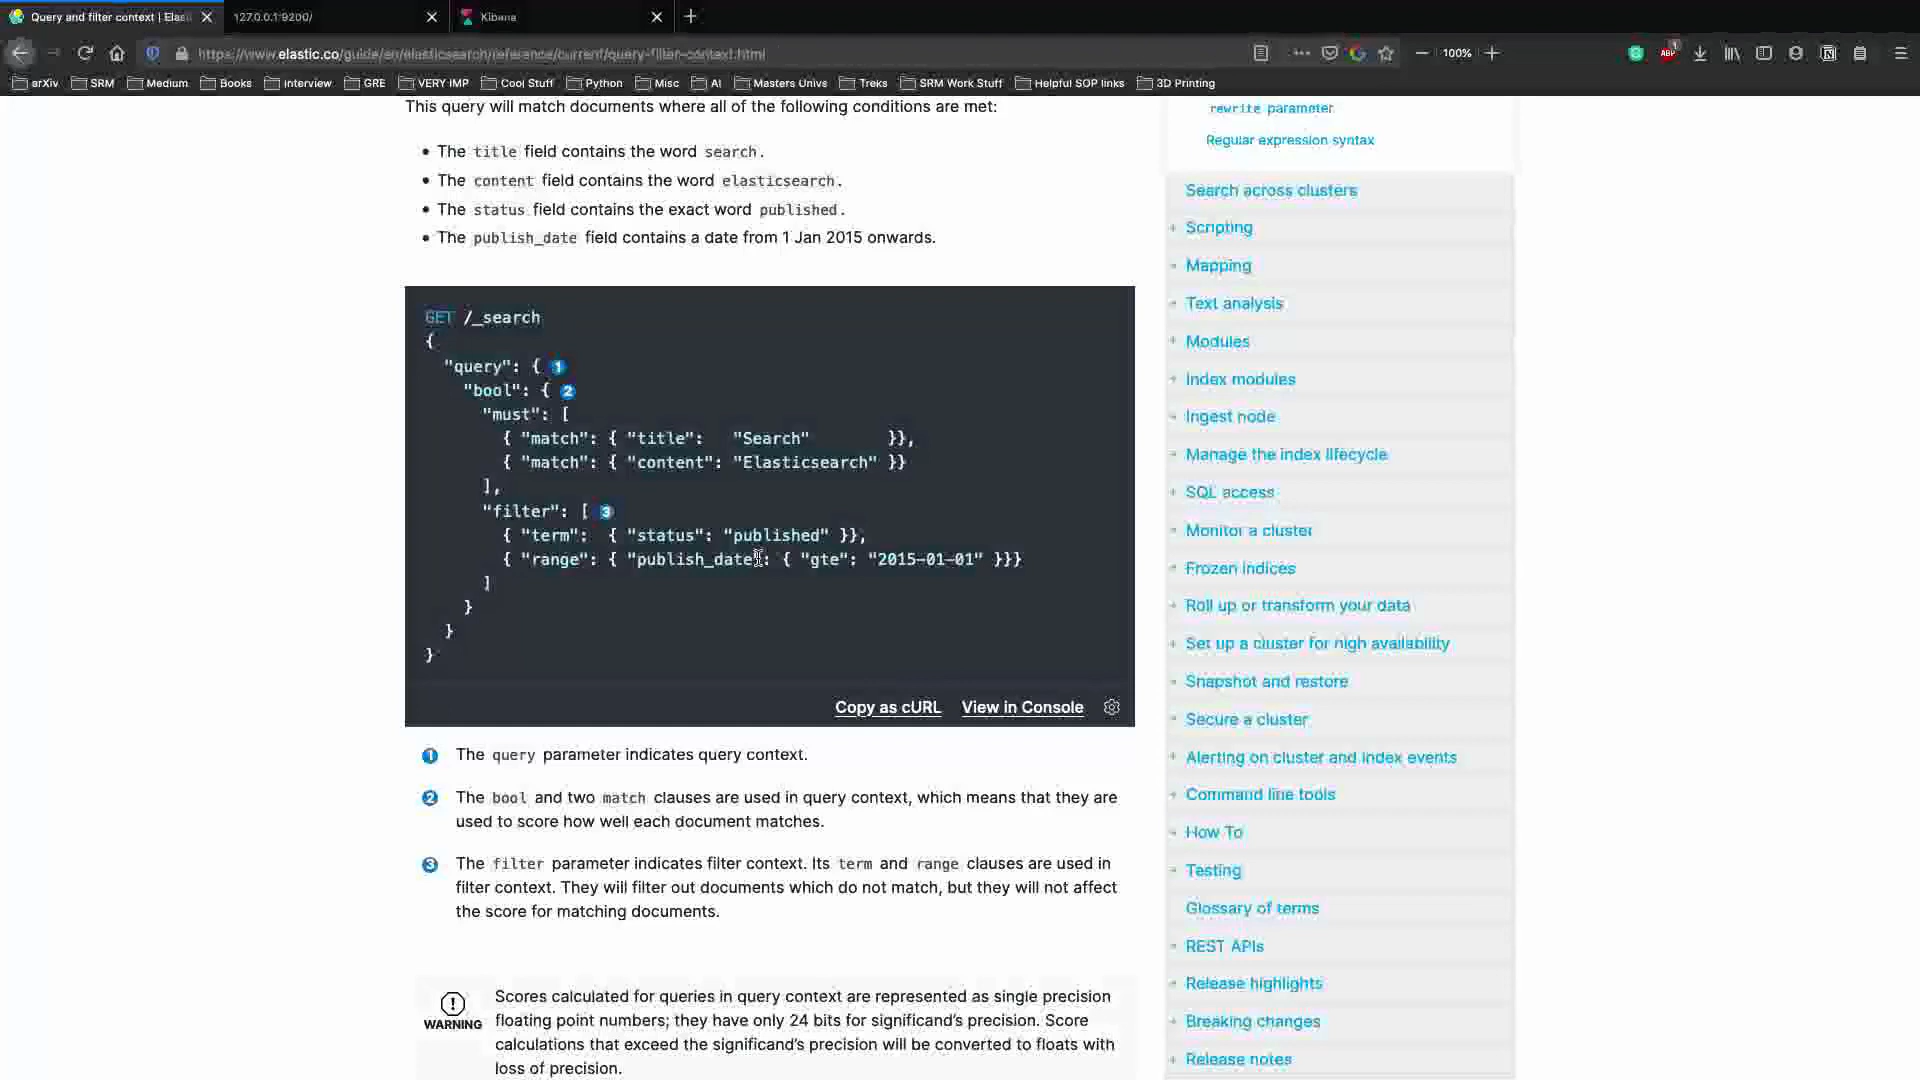 Query and filter context | Elasti
127.0.0.1:9200/
Kibana
https://www.elastic.co/guide/en/elasticsearch/reference/current/query-filter-context.html
100%
ABP
1
arXiv
SRM
Medium
Books
Interview
GRE
VERY IMP
Cool Stuff
Python
Misc
AI
Masters Univs
Treks
SRM Work Stuff
Helpful SOP links
3D Printing
This query will match documents where all of the following conditions are met:
• The title field contains the word search.
• The content field contains the word elasticsearch.
• The status field contains the exact word published.
• The publish_date field contains a date from 1 Jan 2015 onwards.
GET /_search
{
"query": { 1
"bool": { 2
"must": [
{ "match": { "title": "Search" }},
{ "match": { "content": "Elasticsearch" }}
],
"filter": [ 3
{ "term": { "status": "published" }},
{ "range": { "publish_date": { "gte": "2015-01-01" }}}
]
}
}
}
Copy as cURL View in Console
1 The query parameter indicates query context.
2 The bool and two match clauses are used in query context, which means that they are
used to score how well each document matches.
3 The filter parameter indicates filter context. Its term and range clauses are used in
filter context. They will filter out documents which do not match, but they will not affect
the score for matching documents.
WARNING
Scores calculated for queries in query context are represented as single precision
floating point numbers; they have only 24 bits for significand's precision. Score
calculations that exceed the significand's precision will be converted to floats with
loss of precision.
rewrite parameter
Regular expression syntax
Search across clusters
+ Scripting
+ Mapping
+ Text analysis
+ Modules
+ Index modules
+ Ingest node
+ Manage the index lifecycle
+ SQL access
+ Monitor a cluster
+ Frozen indices
+ Roll up or transform your data
+ Set up a cluster for high availability
+ Snapshot and restore
+ Secure a cluster
+ Alerting on cluster and index events
+ Command line tools
+ How To
+ Testing
Glossary of terms
+ REST APIs
+ Release highlights
+ Breaking changes
+ Release notes